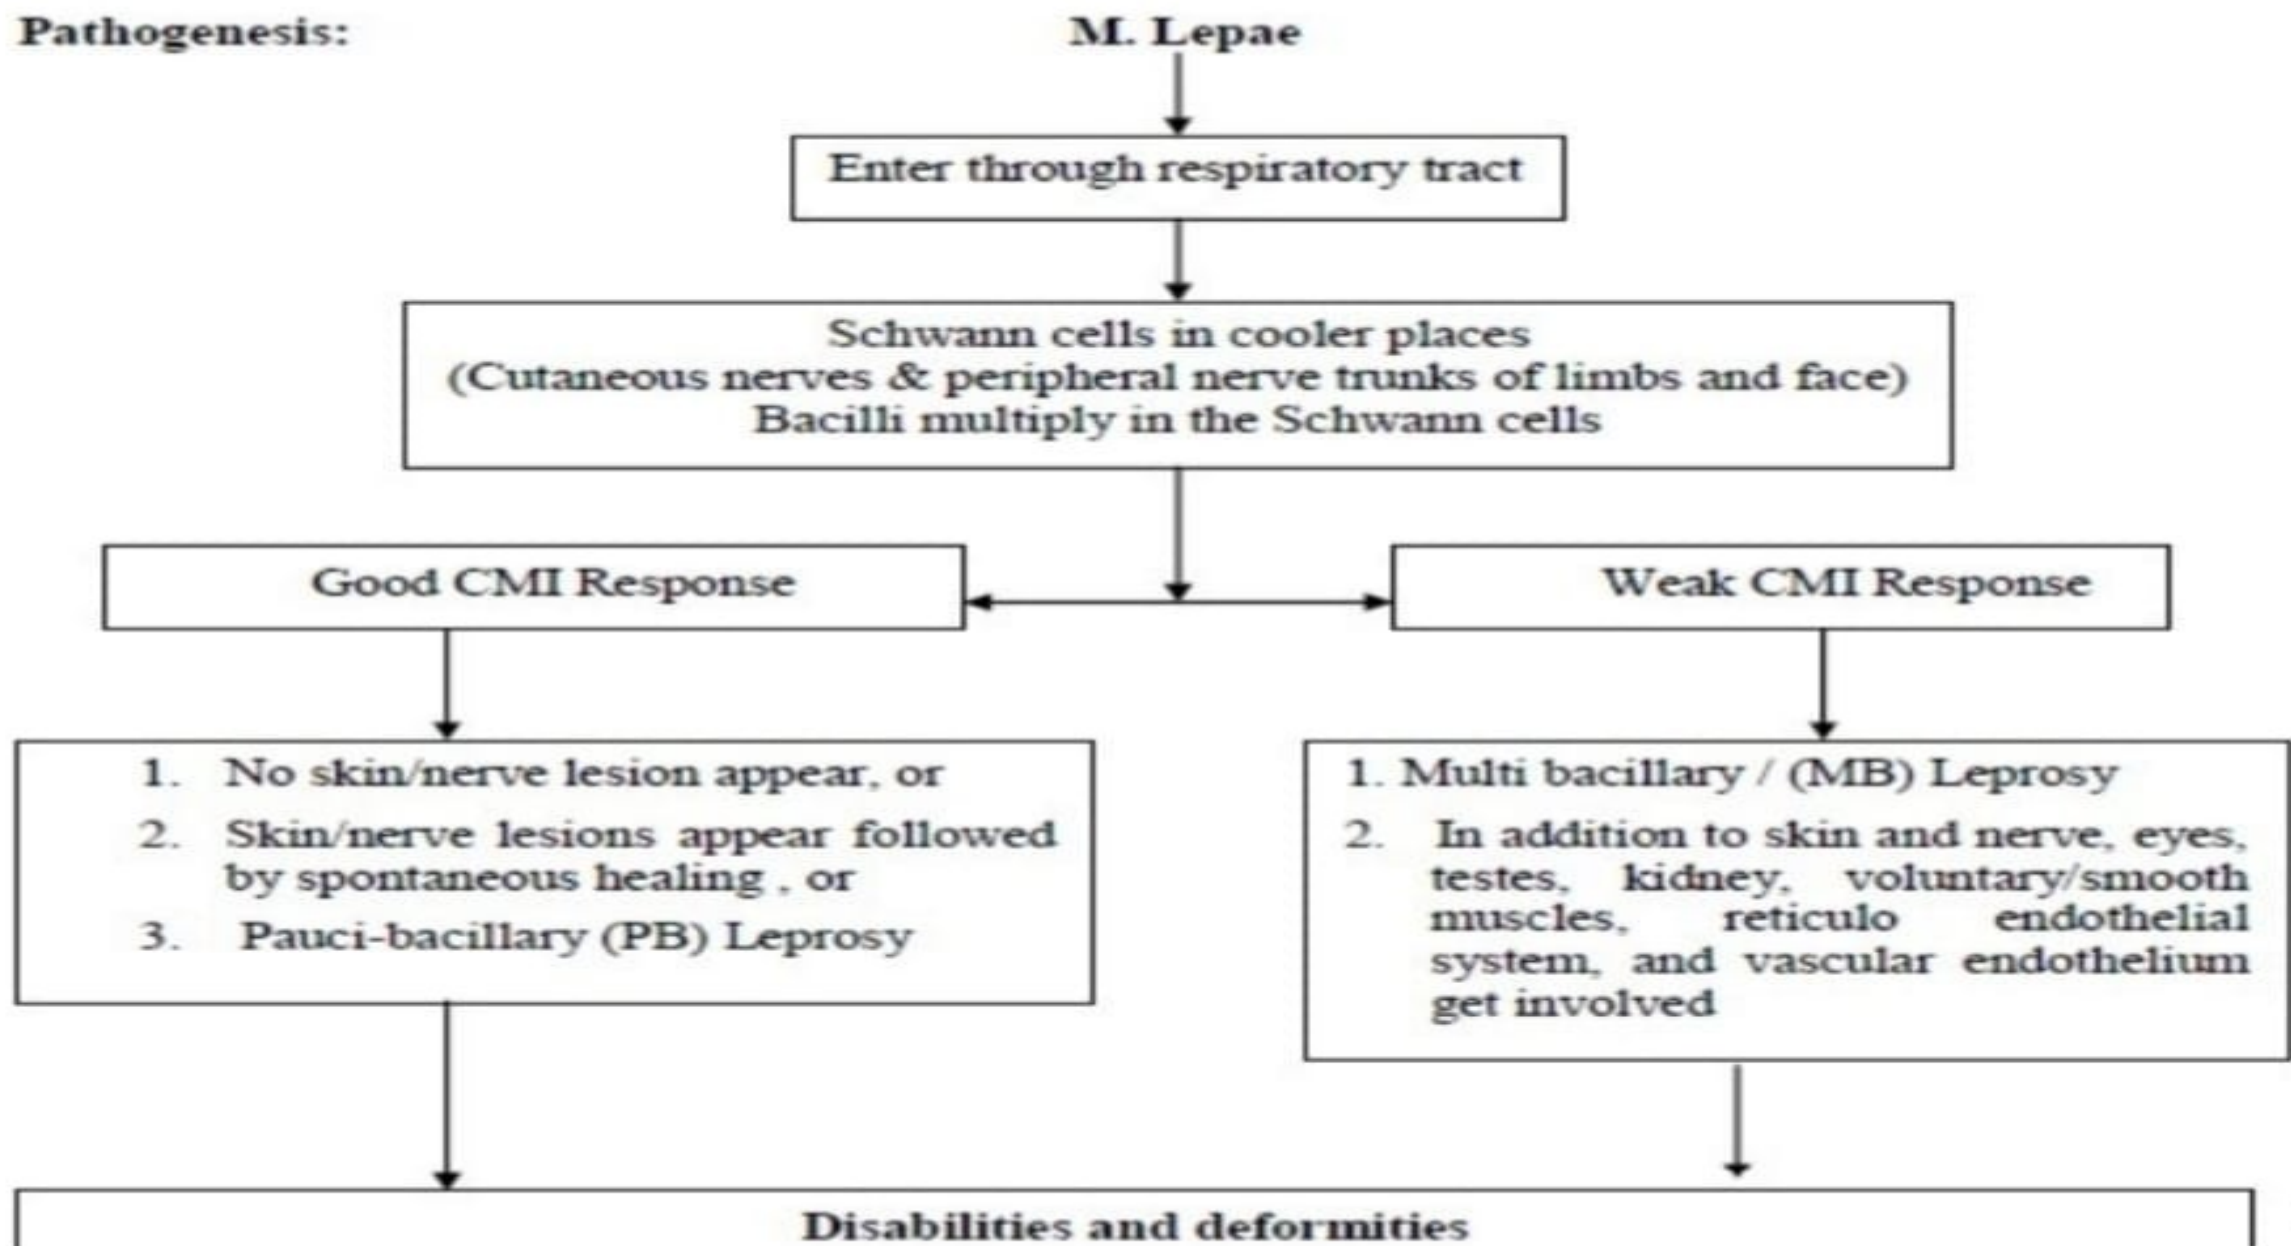 Pathogenesis:
M. Lepae
Enter through respiratory tract
Schwann cells in cooler places
(Cutaneous nerves & peripheral nerve trunks of limbs and face)
Bacilli multiply in the Schwann cells
Good CMI Response
Weak CMI Response
1. No skin/nerve lesion appear, or
2. Skin/nerve lesions appear followed
by spontaneous healing , or
3. Pauci-bacillary (PB) Leprosy
1. Multi bacillary / (MB) Leprosy
2. In addition to skin and nerve, eyes,
testes, kidney, voluntary/smooth
muscles, reticulo endothelial
system, and vascular endothelium
get involved
Disabilities and deformities